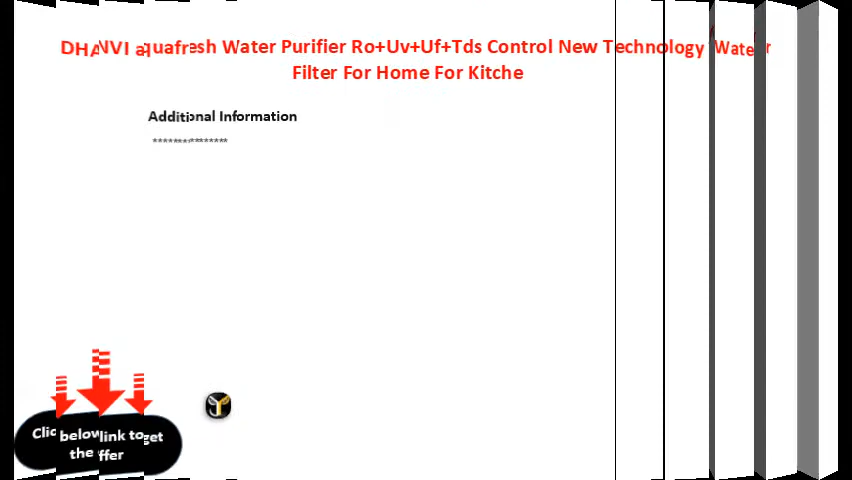 DHANVI aquafresh Water Purifier Ro+Uv+Uf+Tds Control New Technology Water
Filter For Home For Kitche
Additional Information
***************
Clic below link to get
the offer